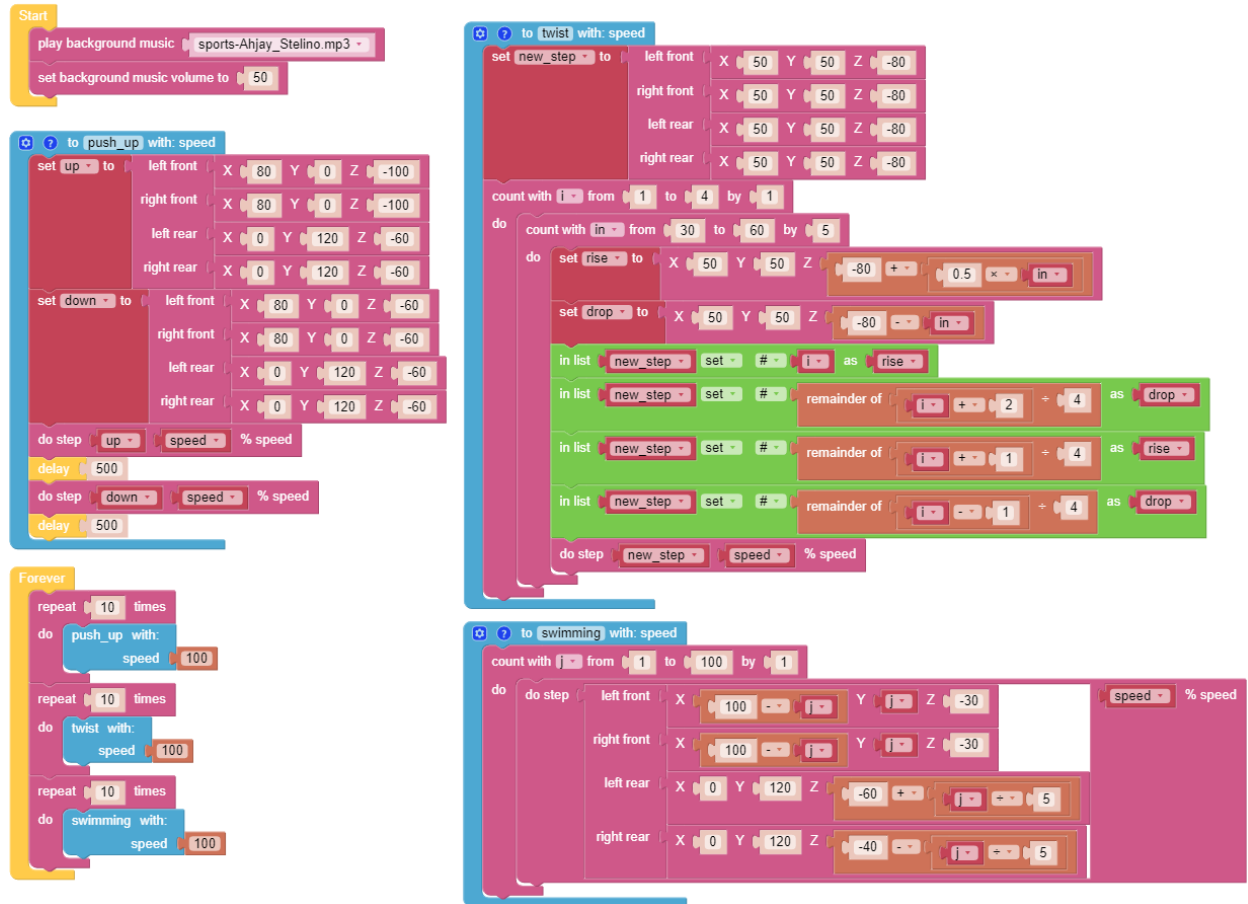 Start
play background music sports-Ahjay_Stelino.mp3
set background music volume to 50
to push_up with: speed
set up to left front X 80 Y 0 Z -100
right front X 80 Y 0 Z -100
left rear X 0 Y 120 Z -60
right rear X 0 Y 120 Z -60
set down to left front X 80 Y 0 Z -60
right front X 80 Y 0 Z -60
left rear X 0 Y 120 Z -60
right rear X 0 Y 120 Z -60
do step up speed % speed
delay 500
do step down speed % speed
delay 500
Forever
repeat 10 times
do push_up with:
speed 100
repeat 10 times
do twist with:
speed 100
repeat 10 times
do swimming with:
speed 100
? to twist with: speed
set new_step to left front X 50 Y 50 Z -80
right front X 50 Y 50 Z -80
left rear X 50 Y 50 Z -80
right rear X 50 Y 50 Z -80
count with i from 1 to 4 by 1
do count with in from 30 to 60 by 5
do set rise to X 50 Y 50 Z -80 + 0.5 × in
set drop to X 50 Y 50 Z -80 - in
in list new_step set # i as rise
in list new_step set # remainder of i + 2 ÷ 4 as drop
in list new_step set # remainder of i + 1 ÷ 4 as rise
in list new_step set # remainder of i - 1 ÷ 4 as drop
do step new_step speed % speed
? to swimming with: speed
count with j from 1 to 100 by 1
do do step left front X 100 - j Y j Z -30 speed % speed
right front X 100 - j Y j Z -30
left rear X 0 Y 120 Z -60 + j ÷ 5
right rear X 0 Y 120 Z -40 - j ÷ 5